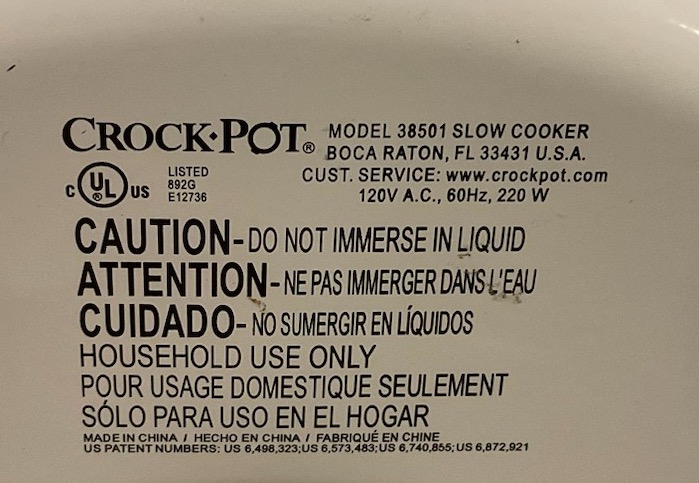 CROCK·POT® MODEL 38501 SLOW COOKER
BOCA RATON, FL 33431 U.S.A.
CUST. SERVICE: www.crockpot.com
120V A.C., 60Hz, 220 W
C UL® US LISTED
892G
E12736
CAUTION-DO NOT IMMERSE IN LIQUID
ATTENTION-NE PAS IMMERGER DANS L'EAU
CUIDADO-NO SUMERGIR EN LÍQUIDOS
HOUSEHOLD USE ONLY
POUR USAGE DOMESTIQUE SEULEMENT
SÓLO PARA USO EN EL HOGAR
MADE IN CHINA / HECHO EN CHINA / FABRIQUÉ EN CHINE
US PATENT NUMBERS: US 6,498,323;US 6,573,483;US 6,740,855;US 6,872,921